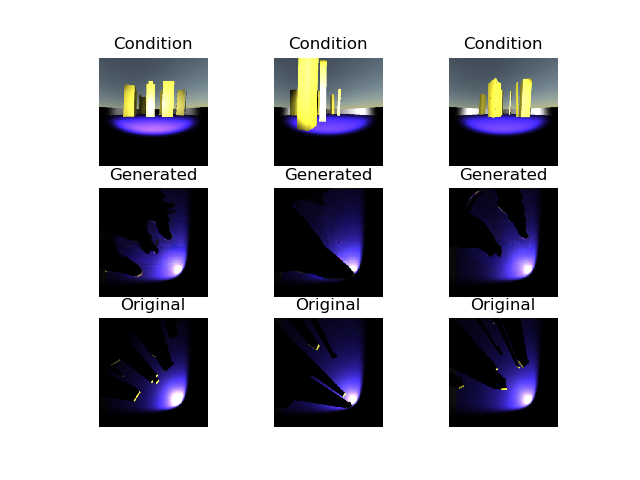 Condition Condition Condition
Generated Generated Generated
Original Original Original